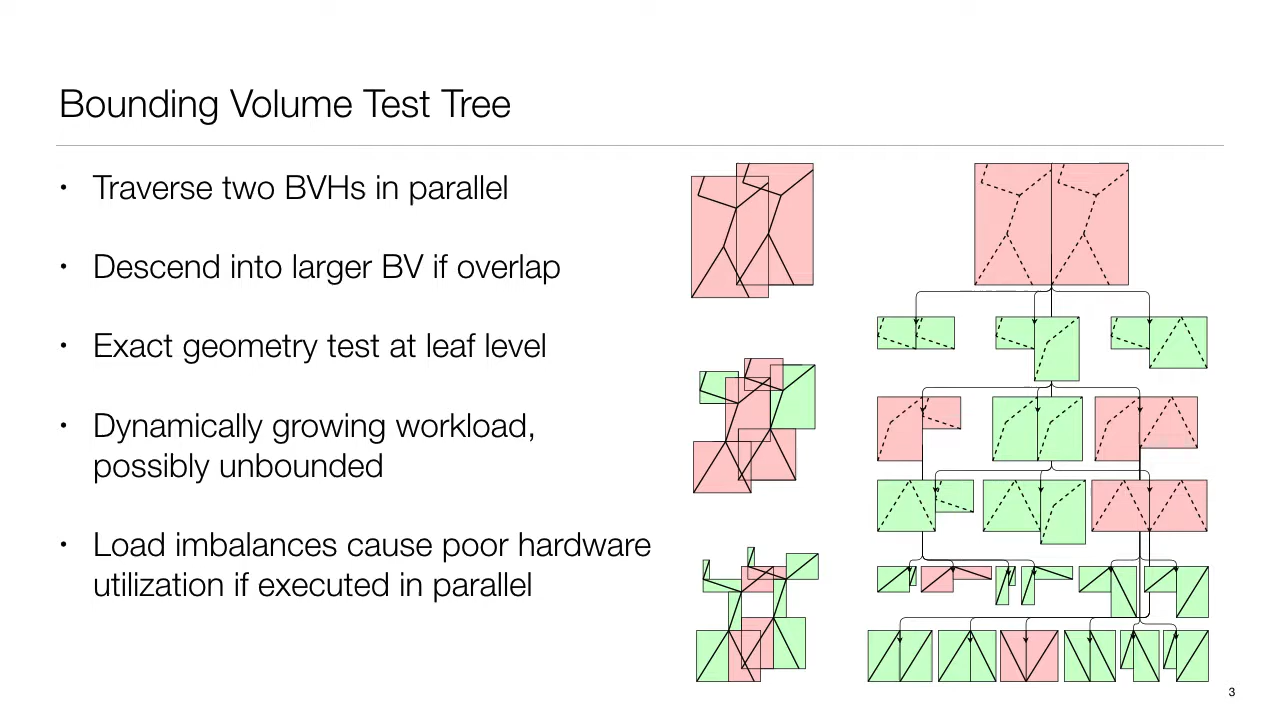 Bounding Volume Test Tree
• Traverse two BVHs in parallel
• Descend into larger BV if overlap
• Exact geometry test at leaf level
• Dynamically growing workload,
possibly unbounded
• Load imbalances cause poor hardware
utilization if executed in parallel
3